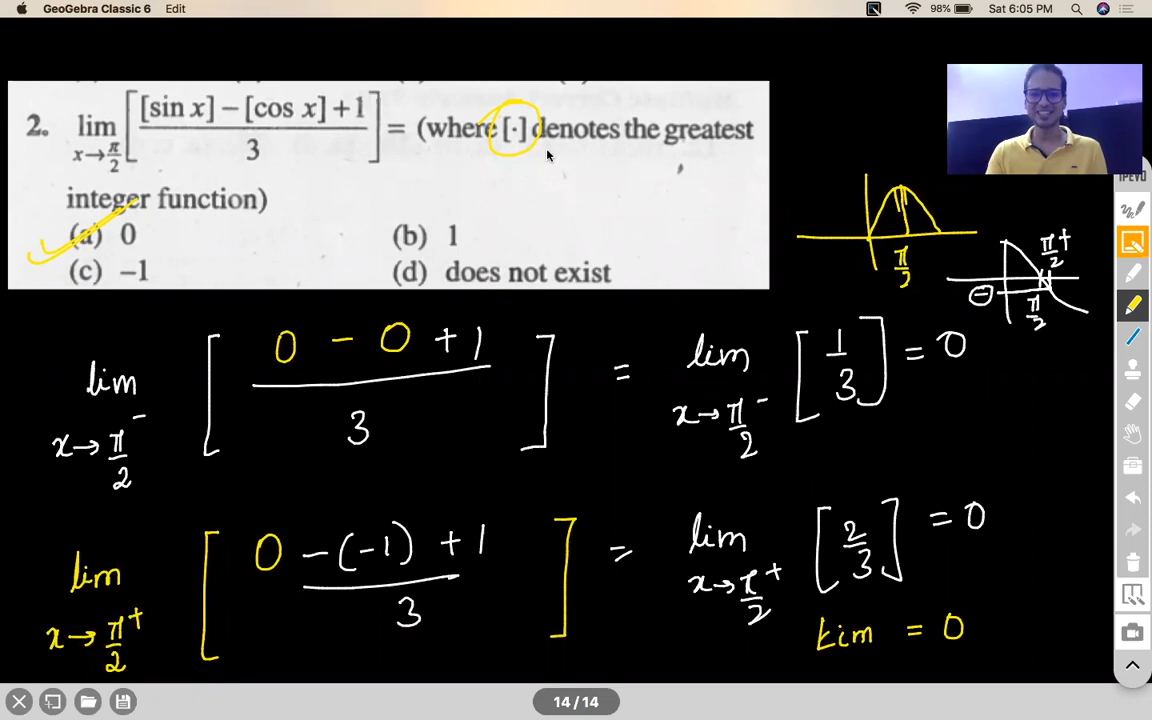 GeoGebra Classic 6 Edit 98% Sat 6:05 PM
2. lim x→π/2 [ ([sin x] − [cos x] + 1) / 3 ] = (where [·] denotes the greatest
integer function)
(a) 0 (b) 1
(c) −1 (d) does not exist
IPEVO
π/2
π/2+
π/2
lim x→π/2− [ (0 − 0 + 1) / 3 ] = lim x→π/2− [ 1/3 ] = 0
lim x→π/2+ [ (0 − (−1) + 1) / 3 ] = lim x→π/2+ [ 2/3 ] = 0
Lim = 0
14/14